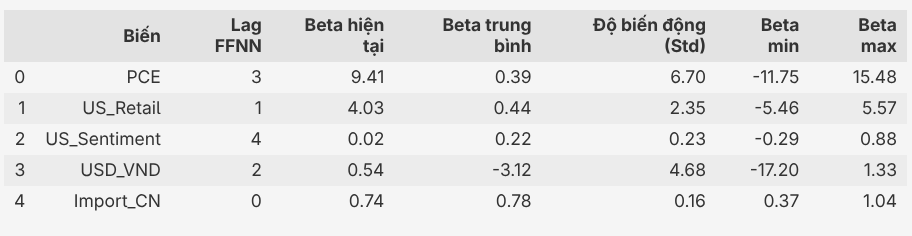 Biến Lag FFNN Beta hiện tại Beta trung bình Độ biến động (Std) Beta min Beta max
0 PCE 3 9.41 0.39 6.70 -11.75 15.48
1 US_Retail 1 4.03 0.44 2.35 -5.46 5.57
2 US_Sentiment 4 0.02 0.22 0.23 -0.29 0.88
3 USD_VND 2 0.54 -3.12 4.68 -17.20 1.33
4 Import_CN 0 0.74 0.78 0.16 0.37 1.04